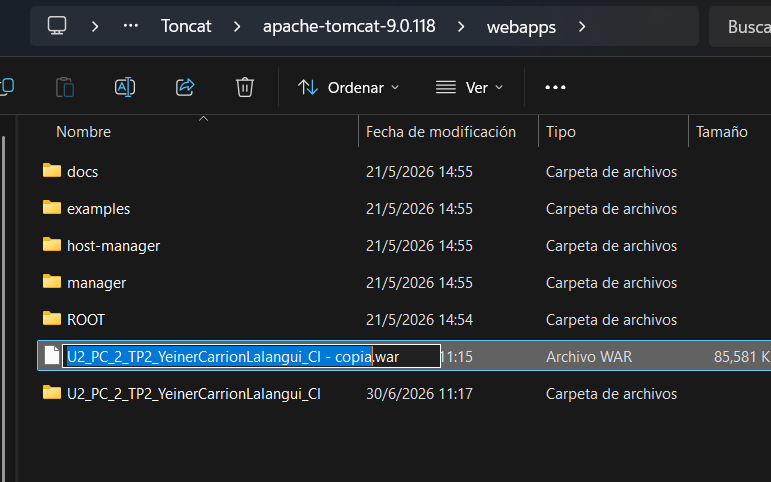 Toncat > apache-tomcat-9.0.118 > webapps > Busca
Ordenar Ver
Nombre Fecha de modificación Tipo Tamaño
docs 21/5/2026 14:55 Carpeta de archivos
examples 21/5/2026 14:55 Carpeta de archivos
host-manager 21/5/2026 14:55 Carpeta de archivos
manager 21/5/2026 14:55 Carpeta de archivos
ROOT 21/5/2026 14:54 Carpeta de archivos
U2_PC_2_TP2_YeinerCarrionLalangui_CI - copia.war 11:15 Archivo WAR 85,581 K
U2_PC_2_TP2_YeinerCarrionLalangui_CI 30/6/2026 11:17 Carpeta de archivos